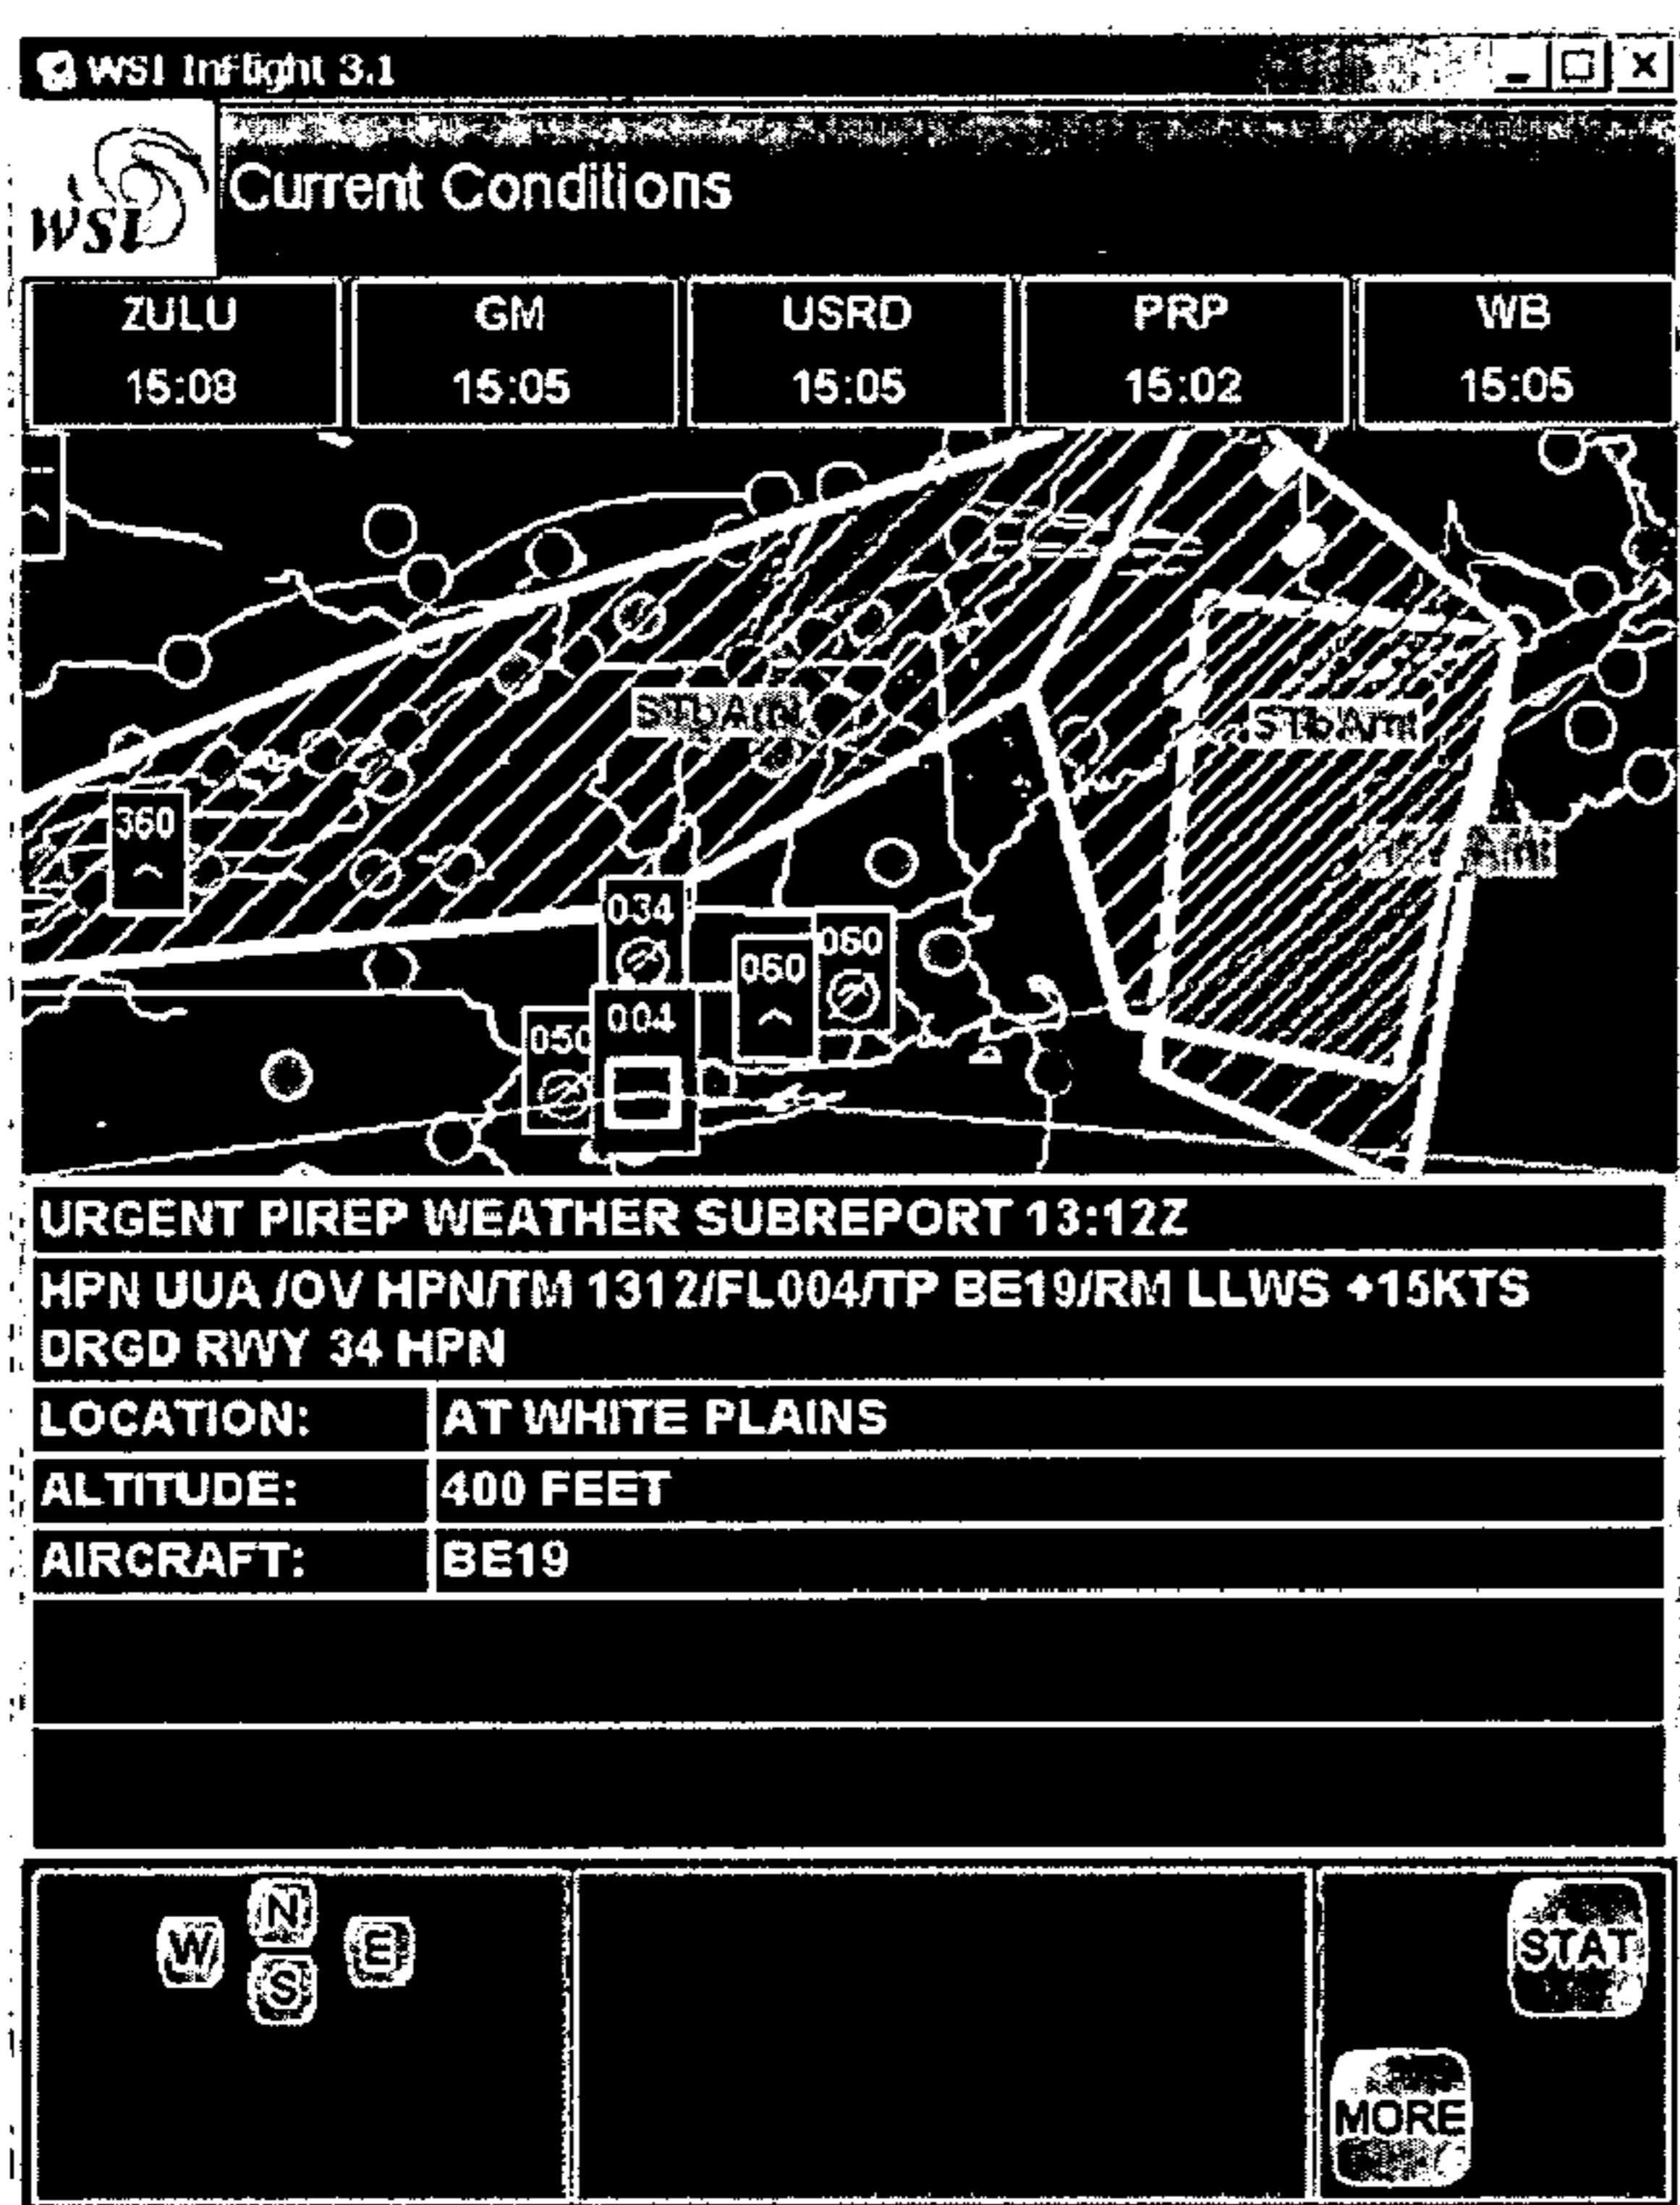 WSI InFlight 3.1
WSI
Current Conditions
ZULU GM USRD PRP WB
15:08 15:05 15:05 15:02 15:05
360
034
060
060
004
050
URGENT PIREP WEATHER SUBREPORT 13:12Z
HPN UUA /OV HPN/TM 1312/FL004/TP BE19/RM LLWS +15KTS
DRGD RWY 34 HPN
LOCATION: AT WHITE PLAINS
ALTITUDE: 400 FEET
AIRCRAFT: BE19
N
W E
S
STAT
MORE